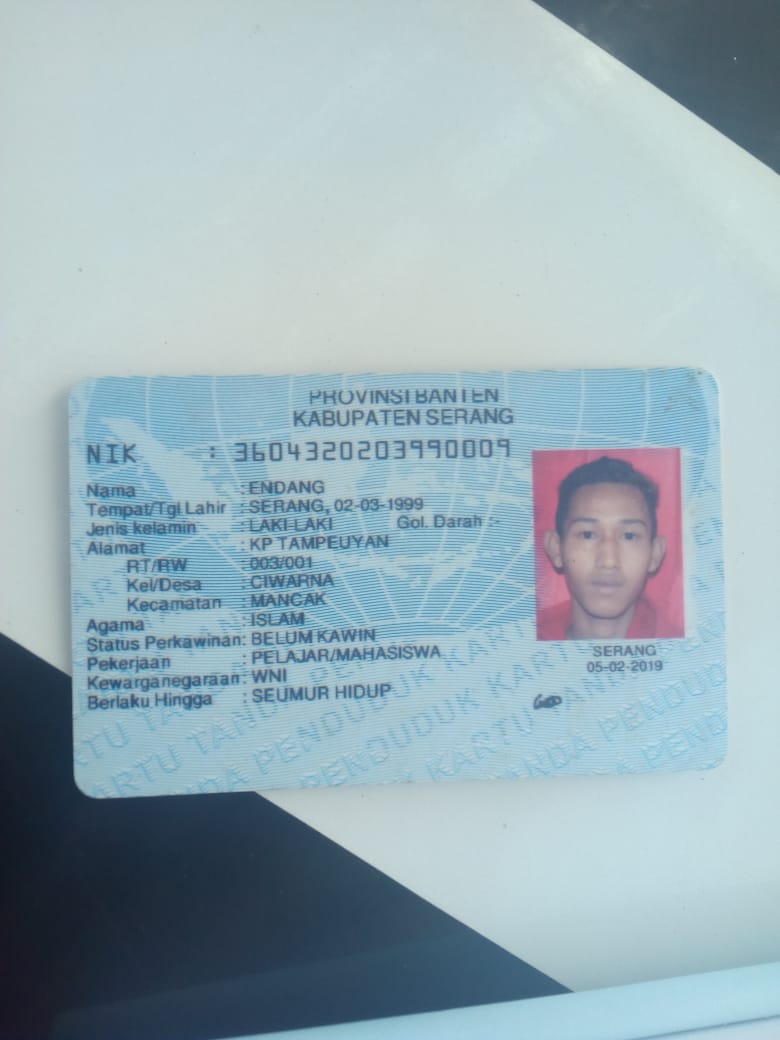 PROVINSI BANTEN
KABUPATEN SERANG
NIK : 3604320203990009
Nama : ENDANG
Tempat/Tgl Lahir : SERANG, 02-03-1999
Jenis kelamin : LAKI-LAKI Gol. Darah :-
Alamat : KP TAMPEUYAN
RT/RW : 003/001
Kel/Desa : CIWARNA
Kecamatan : MANCAK
Agama : ISLAM
Status Perkawinan: BELUM KAWIN
Pekerjaan : PELAJAR/MAHASISWA
Kewarganegaraan: WNI
Berlaku Hingga : SEUMUR HIDUP
SERANG
05-02-2019
KARTU TANDA PENDUDUK KARTU TANDA PENDUDUK